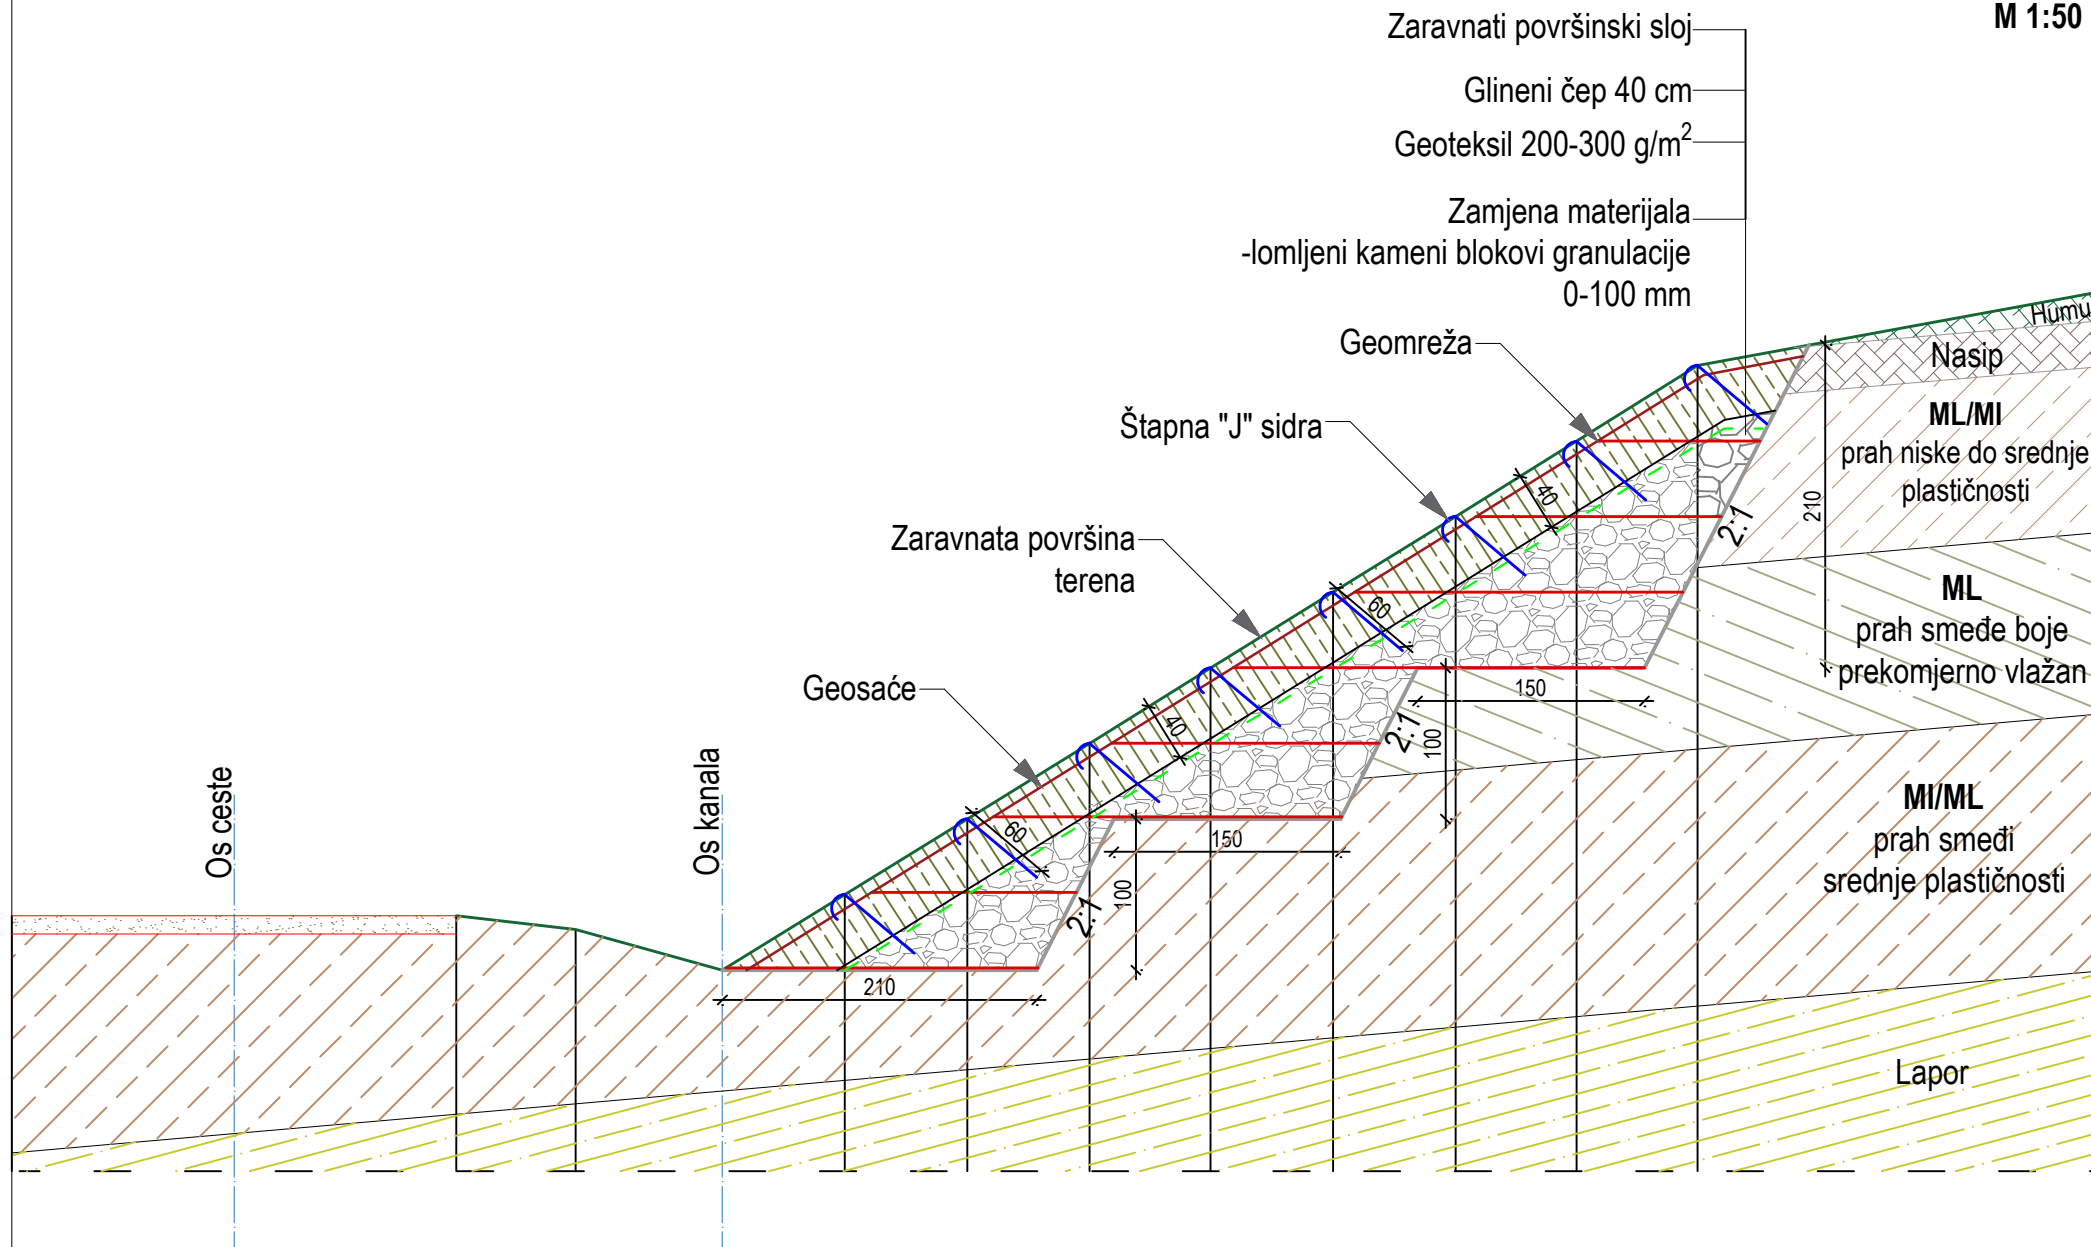 M 1:50
Zaravnati površinski sloj
Glineni čep 40 cm
Geoteksil 200-300 g/m²
Zamjena materijala
-lomljeni kameni blokovi granulacije
0-100 mm
Geomreža
Štapna "J" sidra
Zaravnata površina
terena
Geosaće
Os ceste
Os kanala
Humu
Nasip
ML/MI
prah niske do srednje
plastičnosti
ML
prah smeđe boje
prekomjerno vlažan
MI/ML
prah smeđi
srednje plastičnosti
Lapor
40
60
40
60
210
2:1
150
100
2:1
150
100
2:1
210